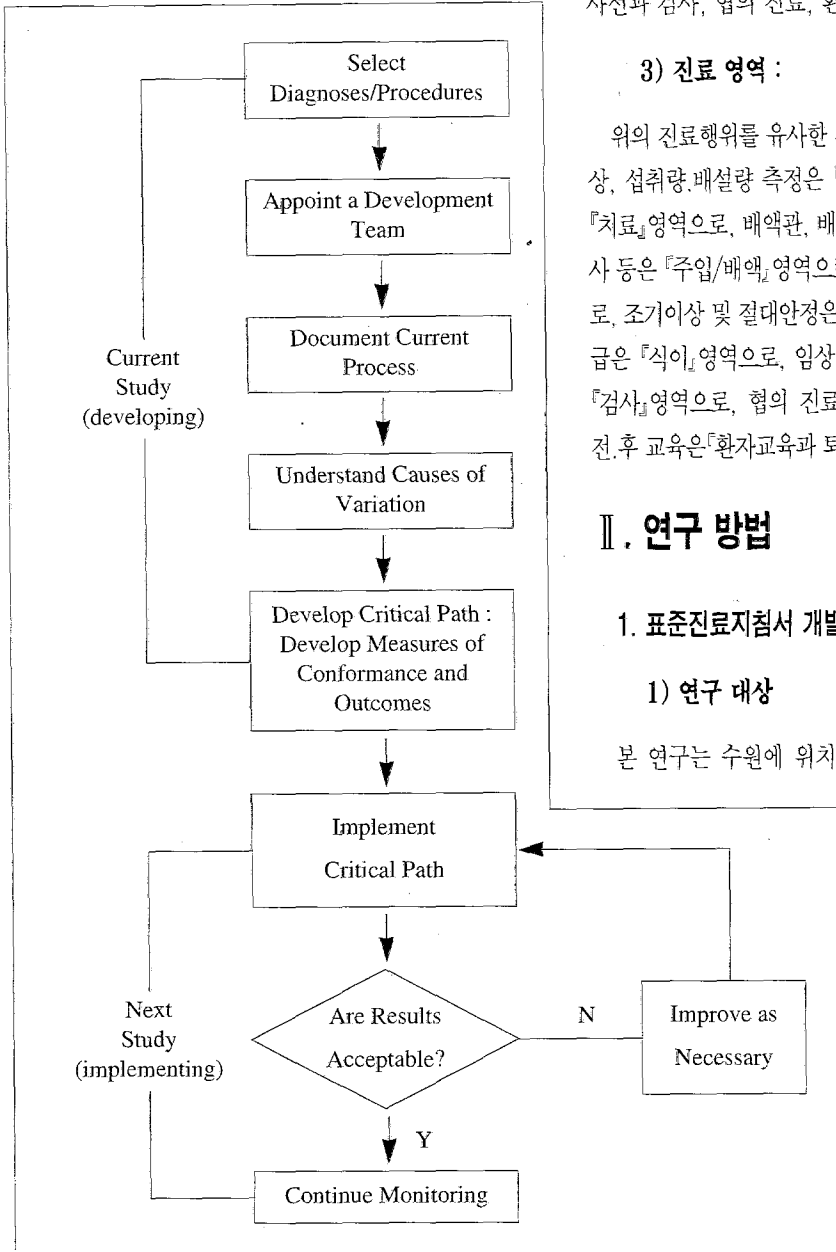 Select
Diagnoses/Procedures
Appoint a Development
Team
Document Current
Process
Current
Study
(developing)
Understand Causes of
Variation
Develop Critical Path :
Develop Measures of
Conformance and
Outcomes
Implement
Critical Path
Next
Study
(implementing)
Are Results
Acceptable?
N
Improve as
Necessary
Y
Continue Monitoring
검사, 협의 진료,
3) 진료 영역 :
위의 진료행위를 유사한
상, 섭취량.배설량 측정은
『치료』영역으로, 배액관,
사 등은 『주입/배액』영역으
로, 조기이상 및 절대안정은
급은 『식이』영역으로, 임상
『검사』영역으로, 협의 진료
전.후 교육은『환자교육과
Ⅱ. 연구 방법
1. 표준진료지침서 개발
1) 연구 대상
본 연구는 수원에 위치